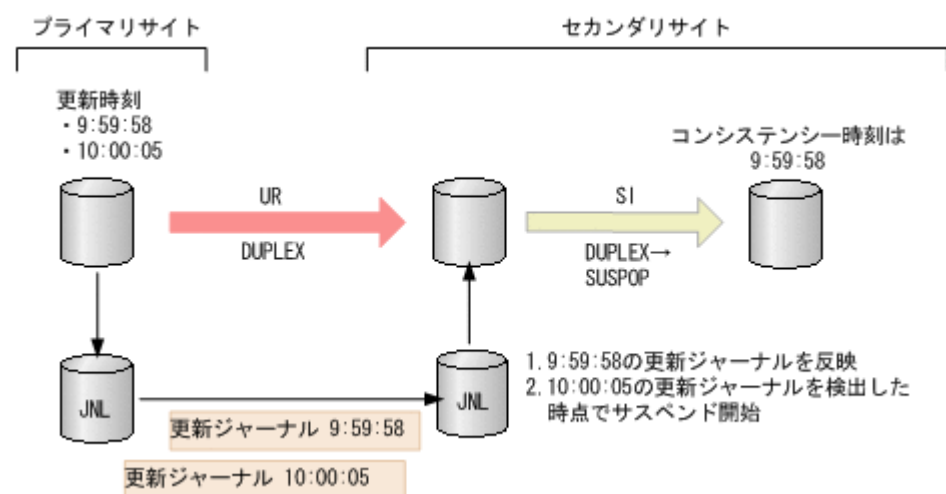 プライマリサイト
セカンダリサイト
更新時刻
・9:59:58
・10:00:05
コンシステンシー時刻は
9:59:58
UR
DUPLEX
SI
DUPLEX→
SUSPOP
JNL
JNL
1.9:59:58の更新ジャーナルを反映
2.10:00:05の更新ジャーナルを検出した
時点でサスペンド開始
更新ジャーナル 9:59:58
更新ジャーナル 10:00:05